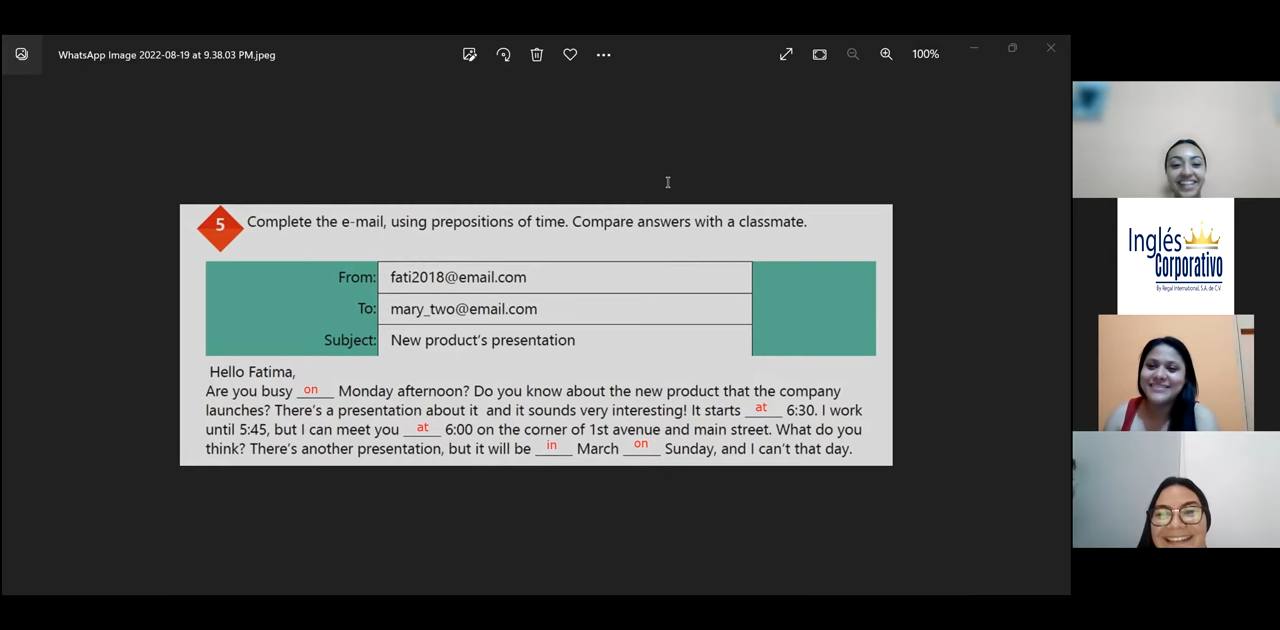 WhatsApp Image 2022-08-19 at 9.38.03 PM.jpeg
100%
5
Complete the e-mail, using prepositions of time. Compare answers with a classmate.
From: fati2018@email.com
To: mary_two@email.com
Subject: New product's presentation
Hello Fatima,
Are you busy on Monday afternoon? Do you know about the new product that the company
launches? There's a presentation about it and it sounds very interesting! It starts at 6:30. I work
until 5:45, but I can meet you at 6:00 on the corner of 1st avenue and main street. What do you
think? There's another presentation, but it will be in March on Sunday, and I can't that day.
Inglés
Corporativo
By Regal International, S.A. de C.V.